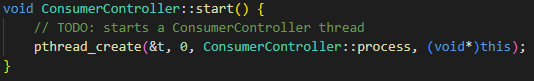 void ConsumerController::start() {
    // TODO: starts a ConsumerController thread
    pthread_create(&t, 0, ConsumerController::process, (void*)this);
}